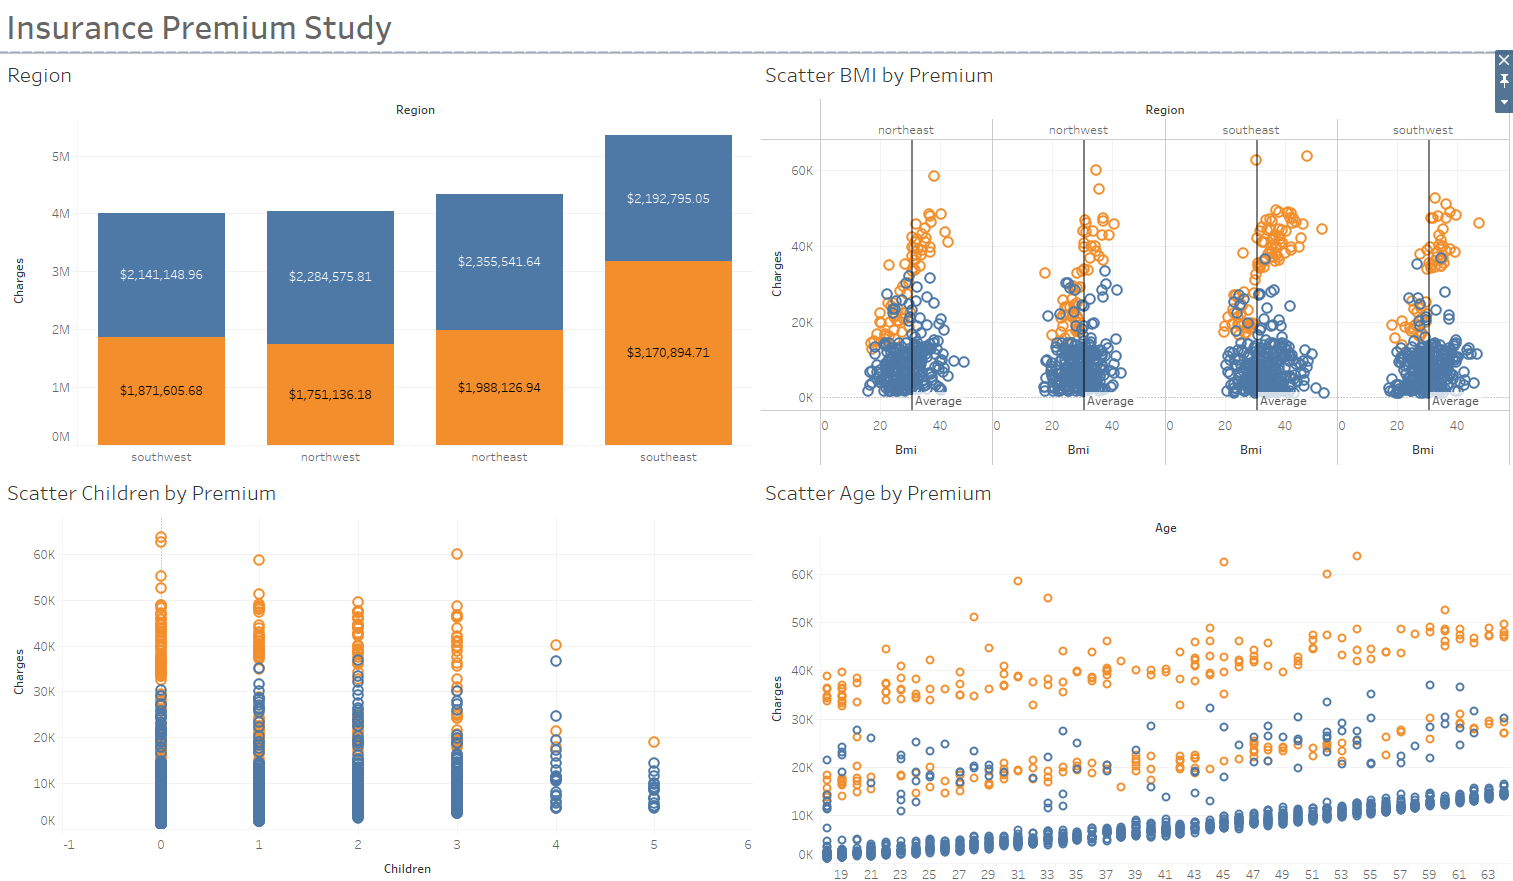 Insurance Premium Study
Region
Region
5M
4M
3M
2M
1M
0M
Charges
$2,141,148.96
$1,871,605.68
$2,284,575.81
$1,751,136.18
$2,355,541.64
$1,988,126.94
$2,192,795.05
$3,170,894.71
southwest northwest northeast southeast
Scatter BMI by Premium
Region
northeast northwest southeast southwest
60K
40K
20K
0K
Charges
Average Average Average Average
0 20 40 0 20 40 0 20 40 0 20 40
Bmi Bmi Bmi Bmi
Scatter Children by Premium
60K
50K
40K
30K
20K
10K
0K
Charges
-1 0 1 2 3 4 5 6
Children
Scatter Age by Premium
Age
60K
50K
40K
30K
20K
10K
0K
Charges
19 21 23 25 27 29 31 33 35 37 39 41 43 45 47 49 51 53 55 57 59 61 63